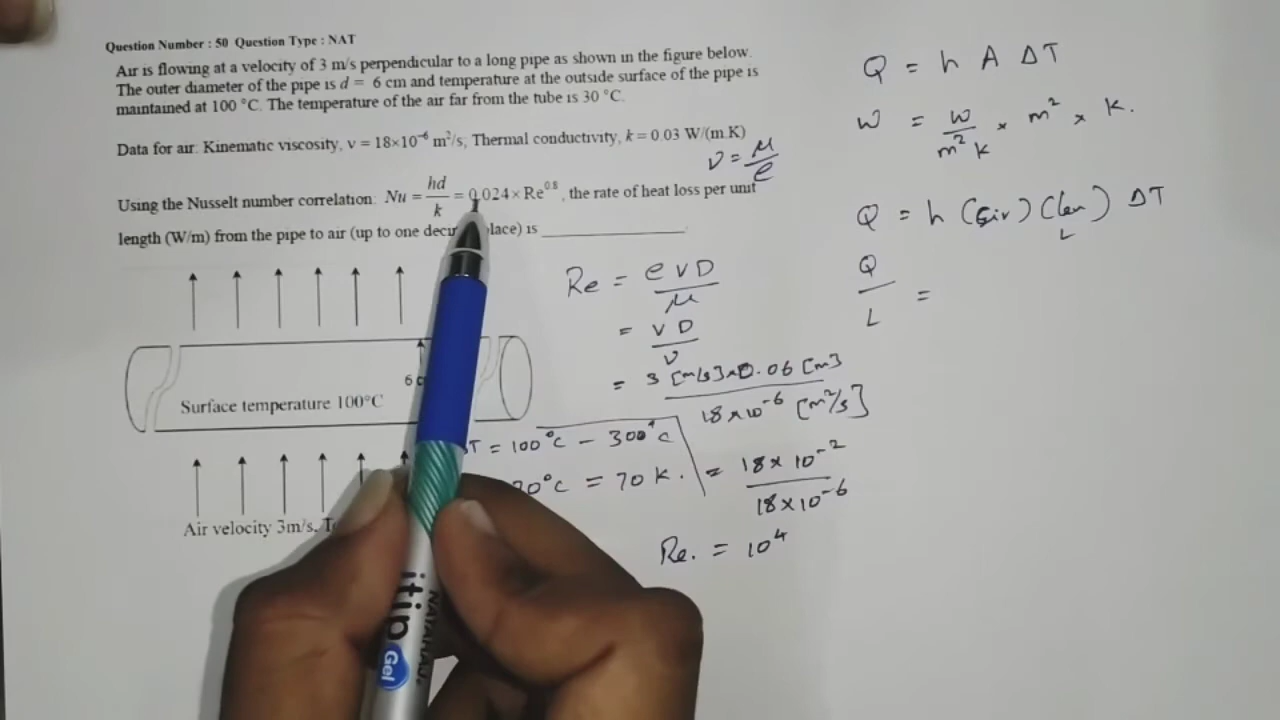 Question Number : 50 Question Type : NAT
Air is flowing at a velocity of 3 m/s perpendicular to a long pipe as shown in the figure below.
The outer diameter of the pipe is d = 6 cm and temperature at the outside surface of the pipe is
maintained at 100 °C. The temperature of the air far from the tube is 30 °C.
Data for air: Kinematic viscosity, ν = 18×10⁻⁶ m²/s; Thermal conductivity, k = 0.03 W/(m.K)
ν = μ/ρ
Using the Nusselt number correlation: Nu = hd/k = 0.024 × Re^0.8, the rate of heat loss per unit
length (W/m) from the pipe to air (up to one place) is ____________.
6
Surface temperature 100°C
Air velocity 3m/s,
Re = ρVD/μ
= VD/ν
= 3 [m/s] × 0.06 [m] / 18×10⁻⁶ [m²/s]
T = 100°C − 300°C
= 70 K.
= 18×10⁻² / 18×10⁻⁶
Re. = 10⁴
Q = h A ΔT
W = W/m²K × m² × K.
Q = h (Cir) (Len) ΔT
L
Q/L =
itip
Gel